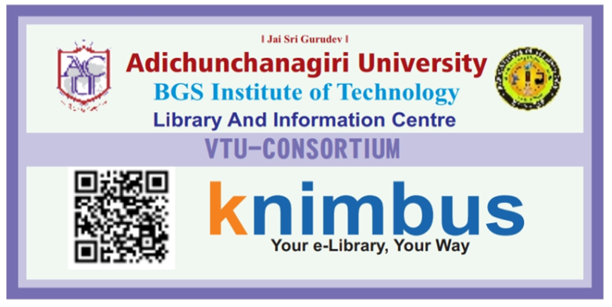 | Jai Sri Gurudev |
ACU
Adichunchanagiri University
BGS Institute of Technology
Library And Information Centre
VTU-CONSORTIUM
knimbus
Your e-Library, Your Way